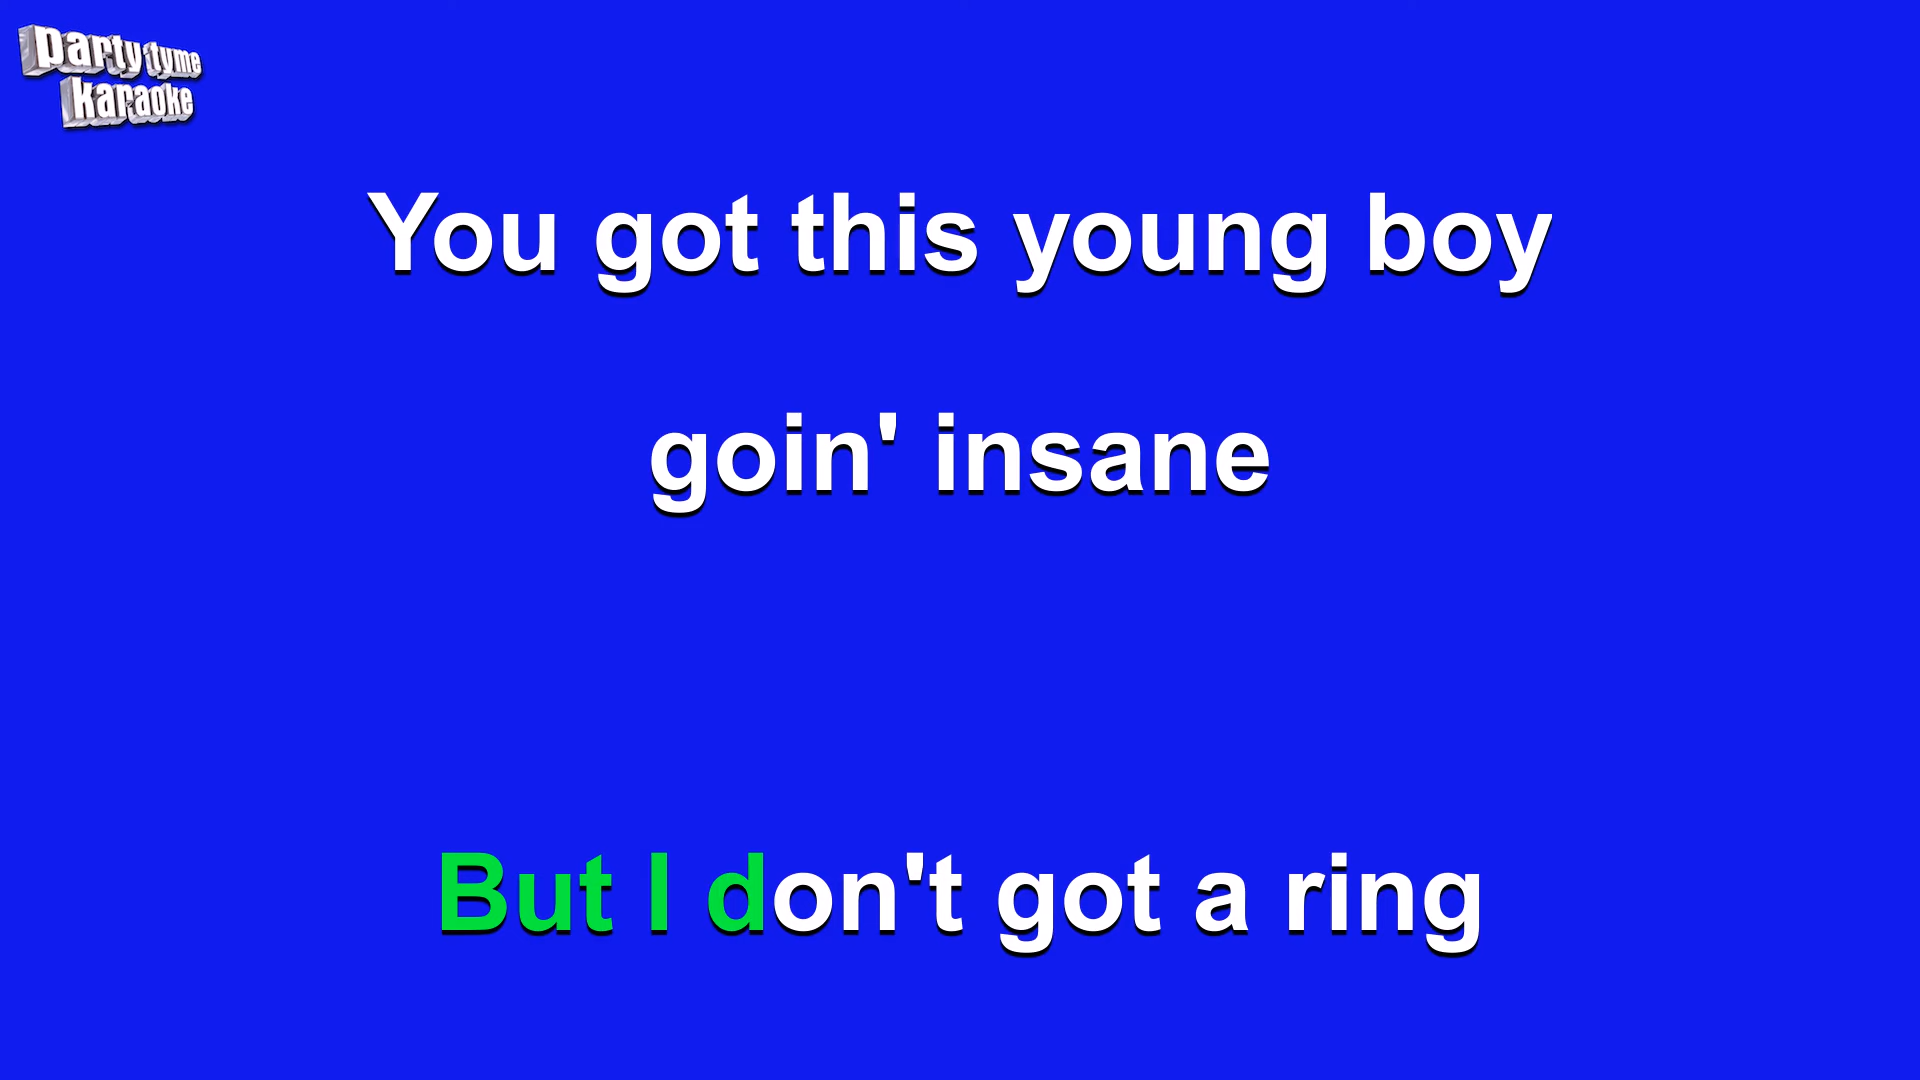 party tyme
karaoke
You got this young boy
goin' insane
But I don't got a ring